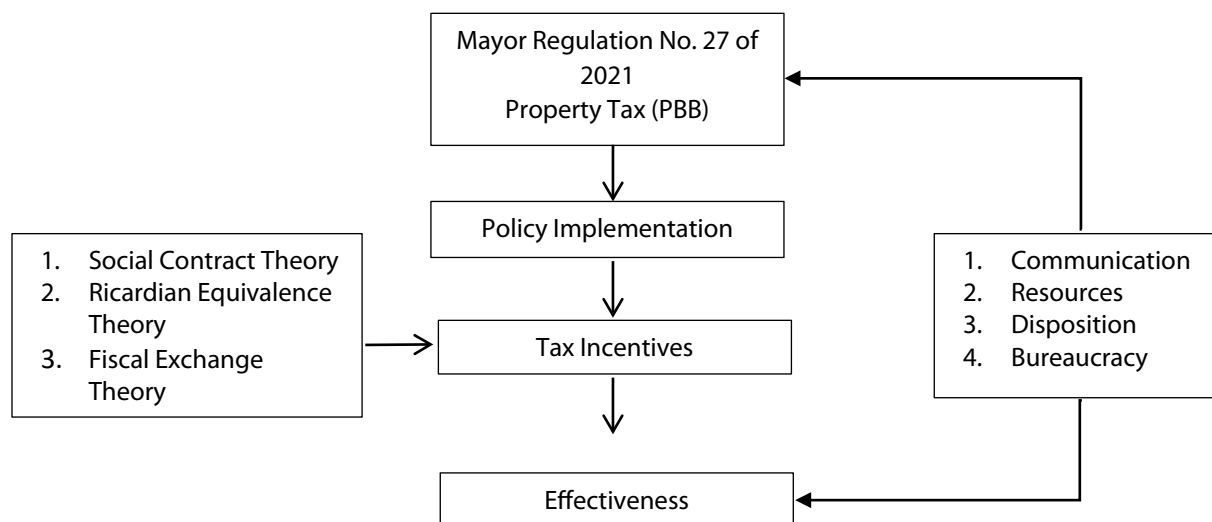 Mayor Regulation No. 27 of
2021
Property Tax (PBB)
Policy Implementation
1. Social Contract Theory
2. Ricardian Equivalence
Theory
3. Fiscal Exchange
Theory
Tax Incentives
1. Communication
2. Resources
3. Disposition
4. Bureaucracy
Effectiveness